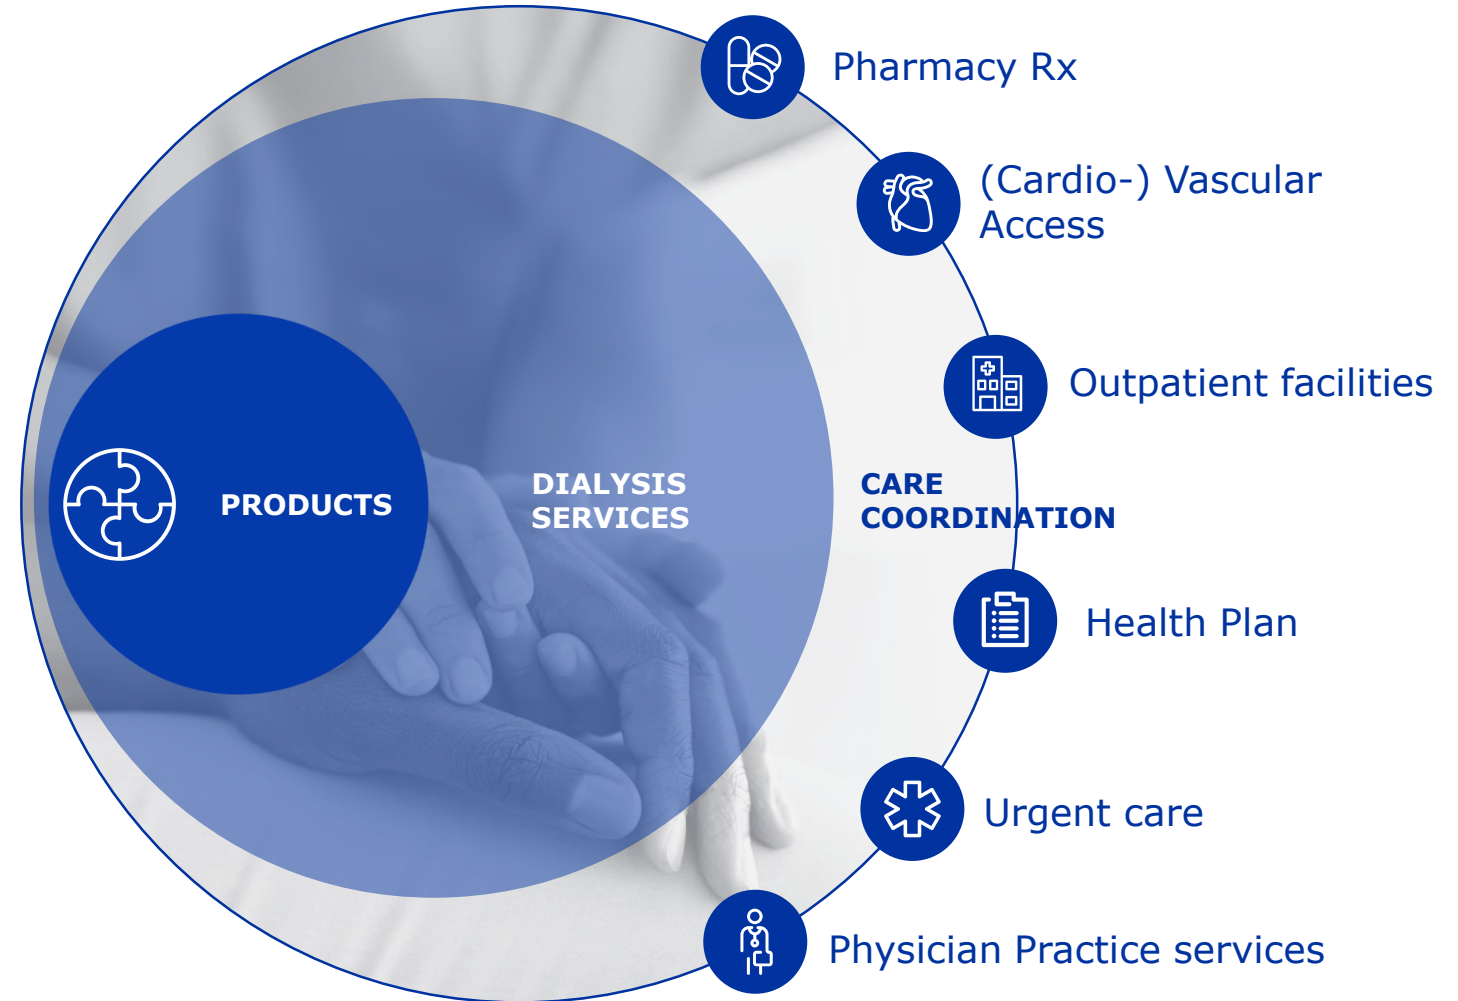 Pharmacy Rx
(Cardio-) Vascular
Access
Outpatient facilities
PRODUCTS
DIALYSIS
SERVICES
CARE
COORDINATION
Health Plan
Urgent care
Physician Practice services